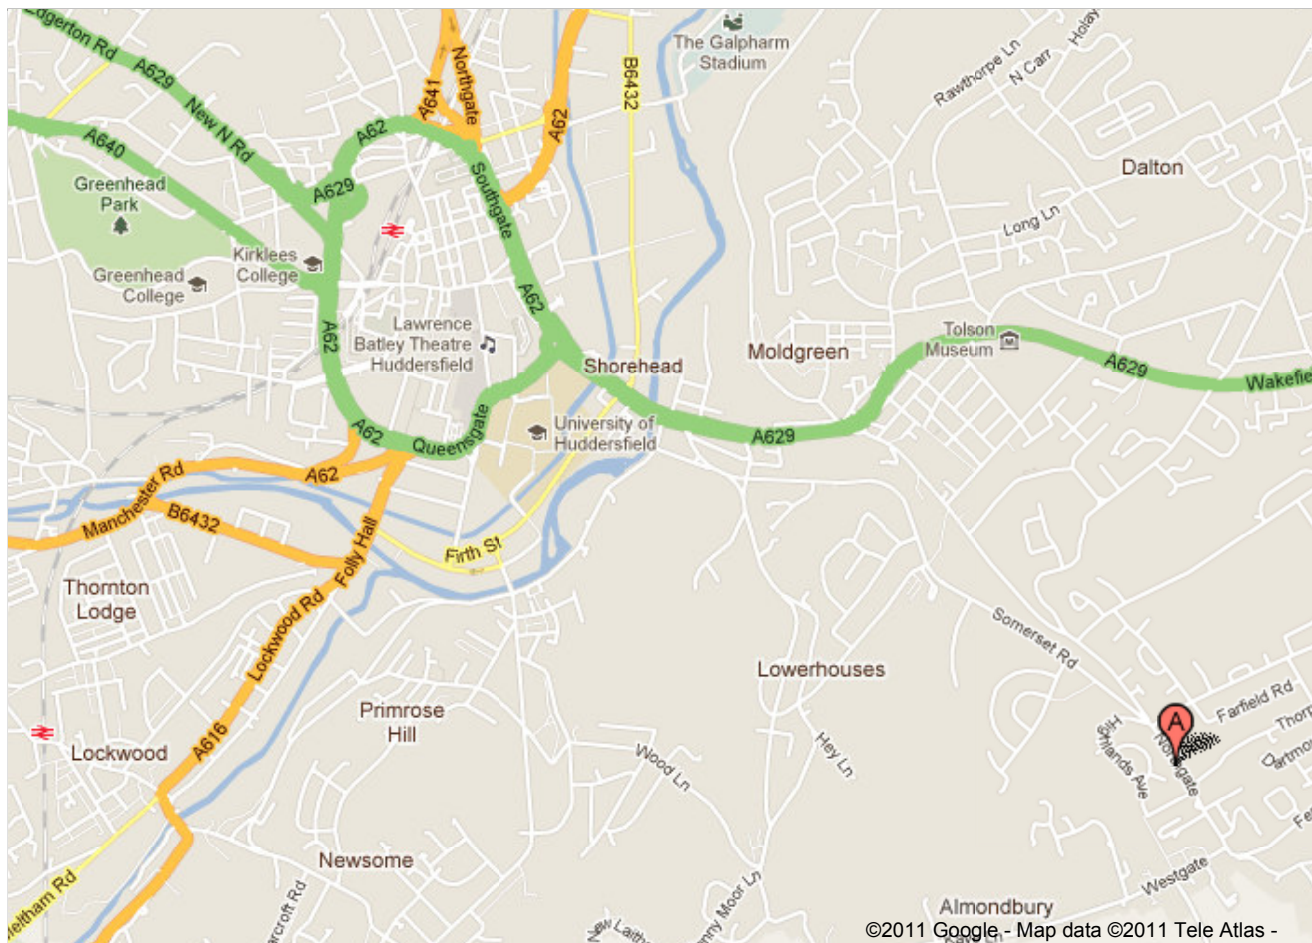 Edgerton Rd
A629
New N Rd
A640
Greenhead
Park
Greenhead
College
Kirklees
College
A629
A62
A641
Northgate
A62
B6432
The Galpharm
Stadium
Rawthorpe Ln
N Carr
Dalton
Long Ln
Southgate
A62
A62
Lawrence
Batley Theatre
Huddersfield
Shorehead
Moldgreen
Tolson
Museum
A629
A62
Queensgate
University of
Huddersfield
A629
Manchester Rd
A62
B6432
Folly Hall
Firth St
Thornton
Lodge
Lockwood Rd
Somerset Rd
Lowerhouses
Primrose
Hill
A616
Lockwood
Wood Ln
Hey Ln
A
Farfield Rd
Highlands Ave
Northgate
Newsome
Westgate
Almondbury
©2011 Google - Map data ©2011 Tele Atlas -